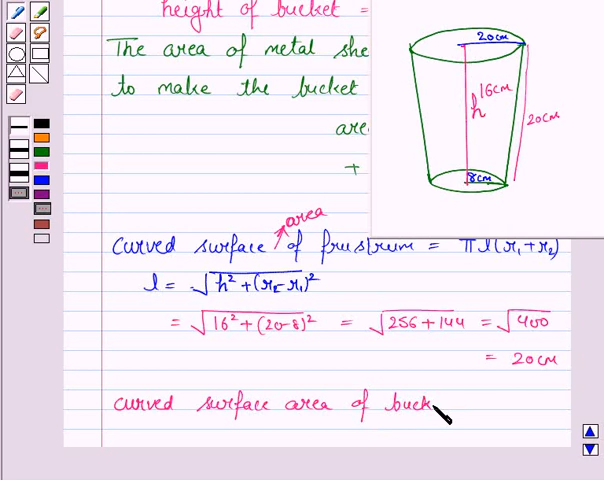 height of bucket =
The area of metal she
to make the bucket
are
+
20cm
h 16cm
20cm
8cm
area
Curved surface of frustrum = πl(r₁+r₂)
l = √h²+(r₂-r₁)²
= √16²+(20-8)² = √256+144 = √400
= 20cm
Curved surface area of buck